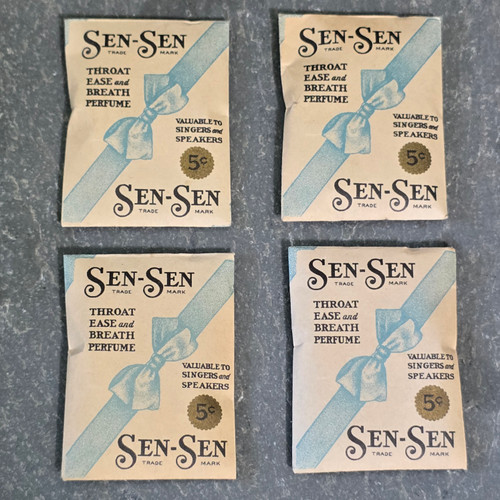 SEN-SEN
TRADE MARK
THROAT
EASE and
BREATH
PERFUME
VALUABLE TO
SINGERS and
SPEAKERS
5¢
SEN-SEN
TRADE MARK
SEN-SEN
TRADE MARK
THROAT
EASE and
BREATH
PERFUME
VALUABLE TO
SINGERS and
SPEAKERS
5¢
SEN-SEN
TRADE MARK
SEN-SEN
TRADE MARK
THROAT
EASE and
BREATH
PERFUME
VALUABLE TO
SINGERS and
SPEAKERS
5¢
SEN-SEN
TRADE MARK
SEN-SEN
TRADE MARK
THROAT
EASE and
BREATH
PERFUME
VALUABLE TO
SINGERS and
SPEAKERS
5¢
SEN-SEN
TRADE MARK